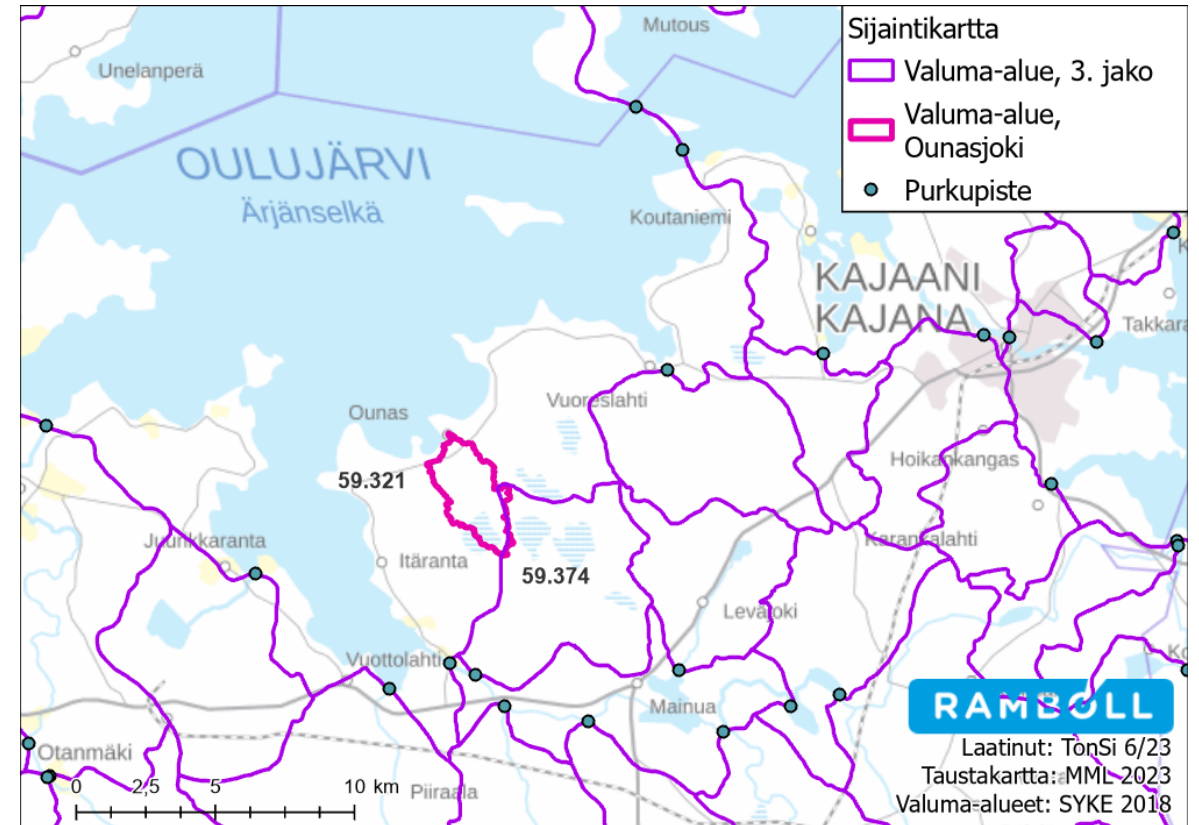 Mutous
Sijaintikartta
Valuma-alue, 3. jako
Valuma-alue,
Ounasjoki
Purkupiste
Unelanperä
OULUJÄRVI
Ärjänselkä
Koutaniemi
KAJAANI
KAJANA
Takkara
Ounas
Vuoreslahti
59.321
Hoikankangas
Juurikkaranta
Itäranta
Karankalahti
59.374
Leväjoki
Vuottolahti
Mainua
RAMBOLL
Otanmäki
Laatinut: TonSi 6/23
Taustakartta: MML 2023
Valuma-alueet: SYKE 2018
0 2,5 5 10 km
Piiraala